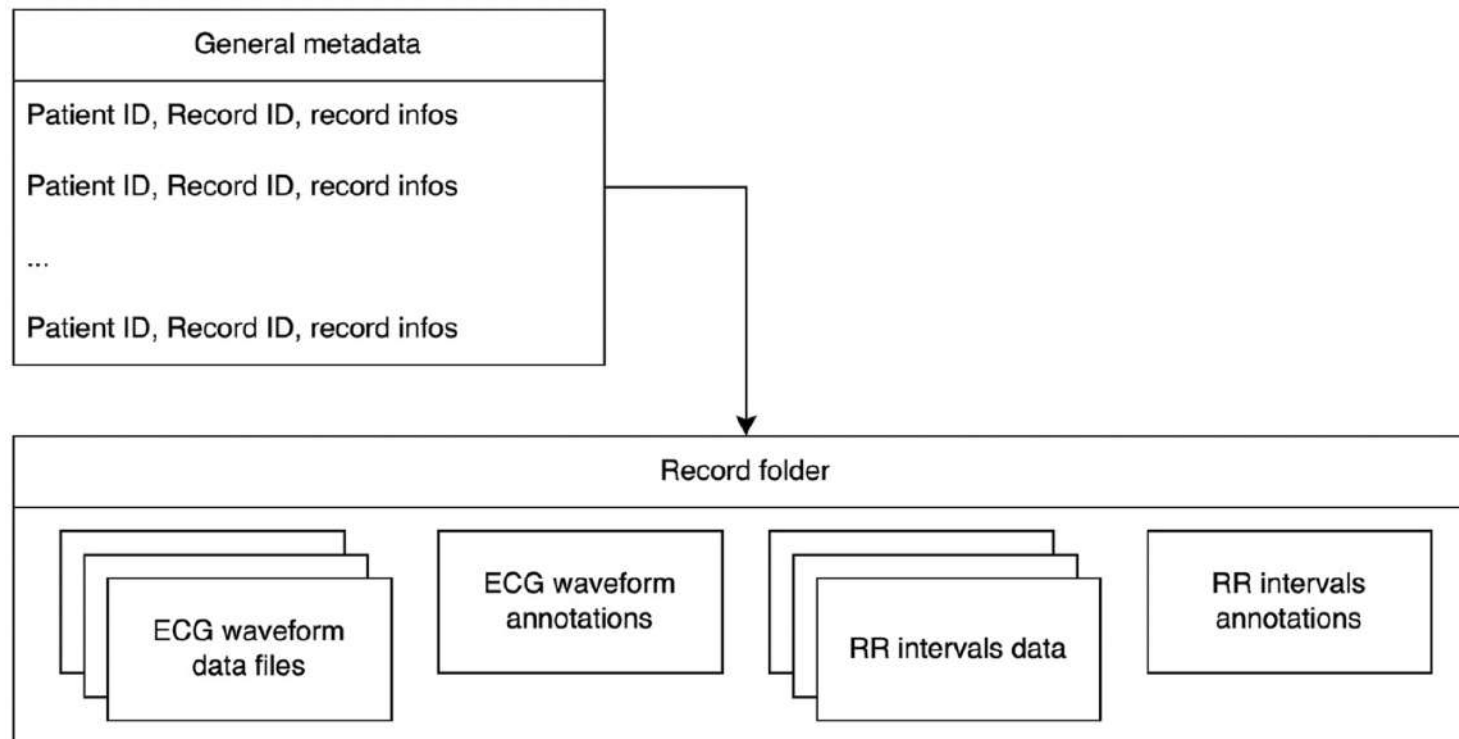 General metadata
Patient ID, Record ID, record infos
Patient ID, Record ID, record infos
...
Patient ID, Record ID, record infos
Record folder
ECG waveform
data files
ECG waveform
annotations
RR intervals data
RR intervals
annotations